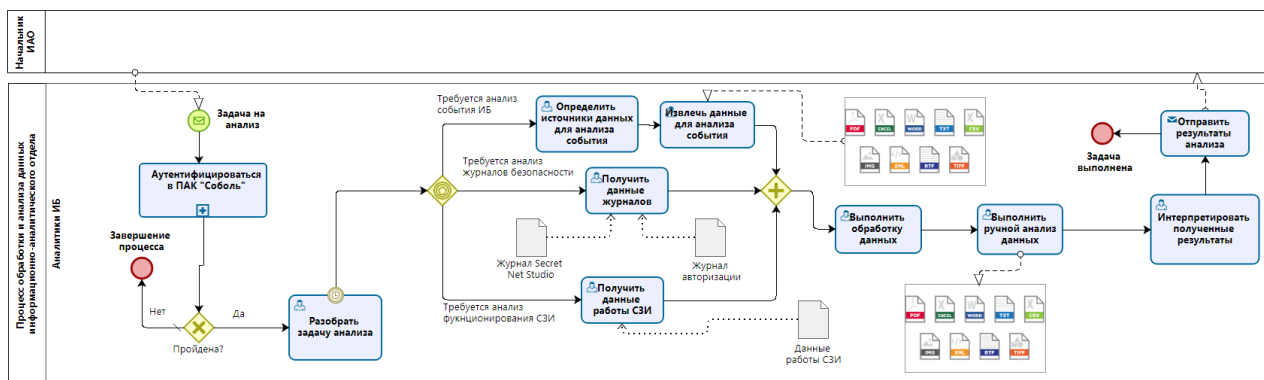 Начальник
ИАО
Процесс обработки и анализа данных
информационно-аналитического отдела
Аналитики ИБ
Задача на
анализ
Аутентифицироваться
в ПАК "Соболь"
Завершение
процесса
Нет
Да
Пройдена?
Разобрать
задачу анализа
Требуется анализ
события ИБ
Определить
источники данных
для анализа
события
Извлечь данные
для анализа
события
Требуется анализ
журналов безопасности
Получить
данные
журналов
Журнал Secret
Net Studio
Журнал
авторизации
Требуется анализ
фукнционирования СЗИ
Получить
данные
работы СЗИ
Данные
работы СЗИ
PDF
EXCEL
WORD
TXT
CSV
IMG
XML
RTF
TIFF
Выполнить
обработку
данных
Выполнить
ручной анализ
данных
PDF
EXCEL
WORD
TXT
CSV
IMG
XML
RTF
TIFF
Интерпретировать
полученные
результаты
Отправить
результаты
анализа
Задача
выполнена